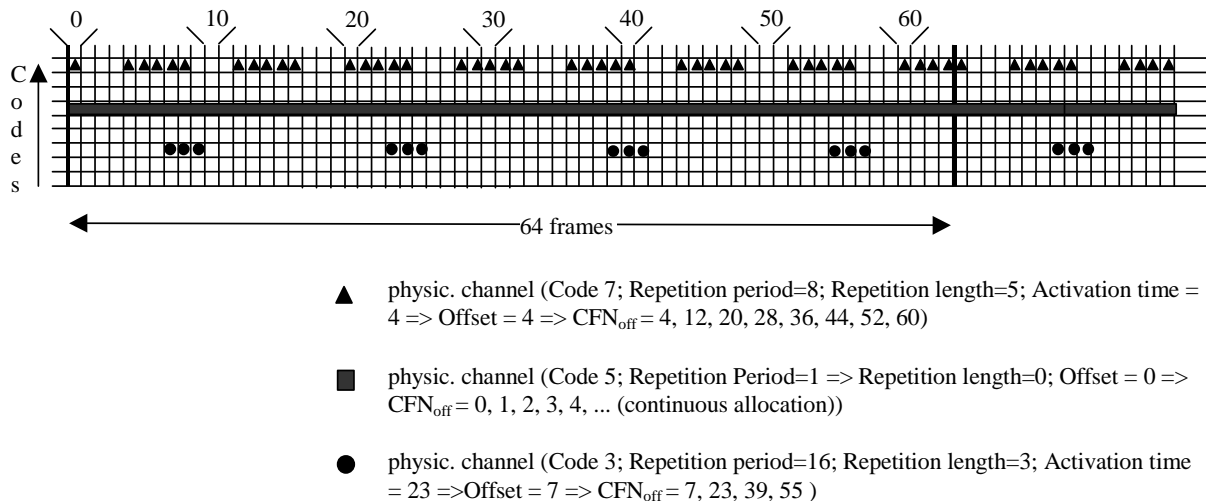 0 10 20 30 40 50 60
C
o
d
e
s
64 frames
physic. channel (Code 7; Repetition period=8; Repetition length=5; Activation time =
4 => Offset = 4 => CFNoff = 4, 12, 20, 28, 36, 44, 52, 60)
physic. channel (Code 5; Repetition Period=1 => Repetition length=0; Offset = 0 =>
CFNoff = 0, 1, 2, 3, 4, ... (continuous allocation))
physic. channel (Code 3; Repetition period=16; Repetition length=3; Activation time
= 23 =>Offset = 7 => CFNoff = 7, 23, 39, 55 )